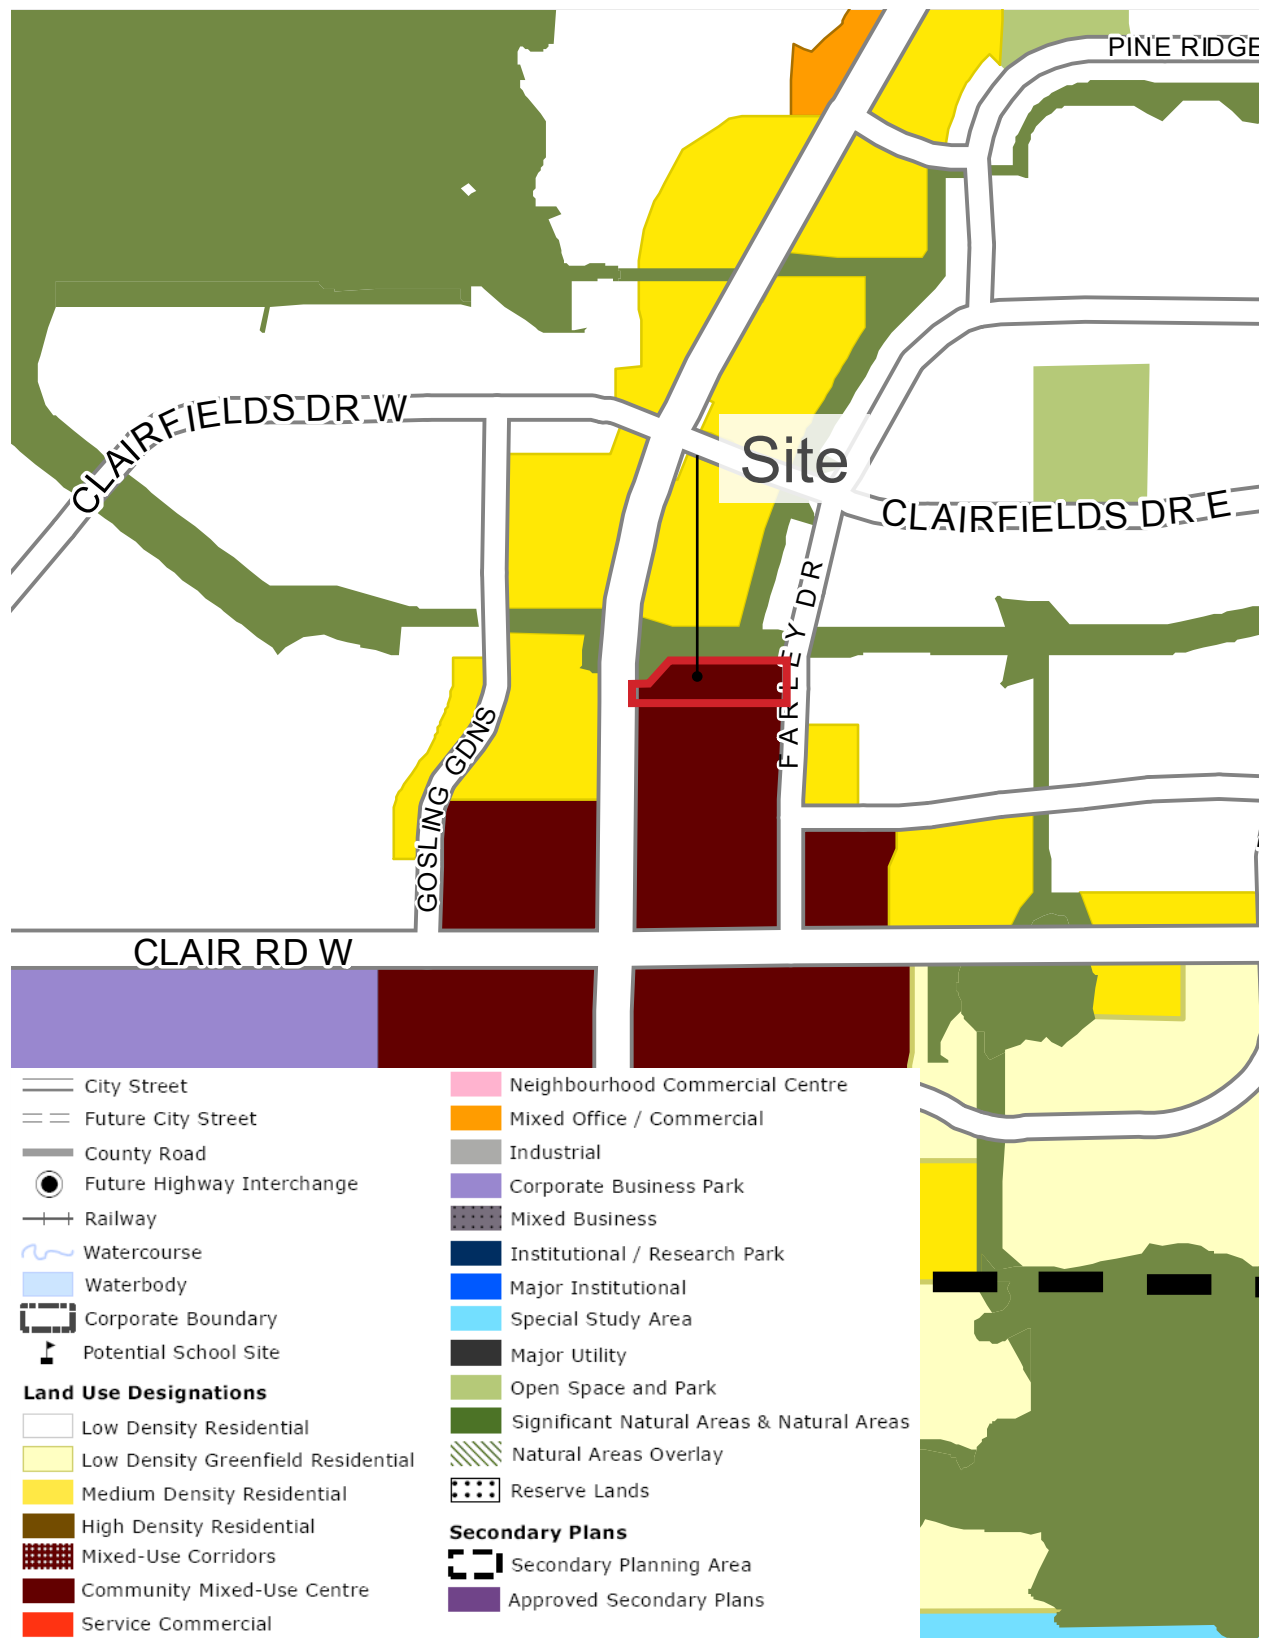 PINE RIDGE
CLAIRFIELDS DR W
Site
CLAIRFIELDS DR E
FARLEY DR
GOSLING GDNS
CLAIR RD W
City Street
Future City Street
County Road
Future Highway Interchange
Railway
Watercourse
Waterbody
Corporate Boundary
Potential School Site
Land Use Designations
Low Density Residential
Low Density Greenfield Residential
Medium Density Residential
High Density Residential
Mixed-Use Corridors
Community Mixed-Use Centre
Service Commercial
Neighbourhood Commercial Centre
Mixed Office / Commercial
Industrial
Corporate Business Park
Mixed Business
Institutional / Research Park
Major Institutional
Special Study Area
Major Utility
Open Space and Park
Significant Natural Areas & Natural Areas
Natural Areas Overlay
Reserve Lands
Secondary Plans
Secondary Planning Area
Approved Secondary Plans